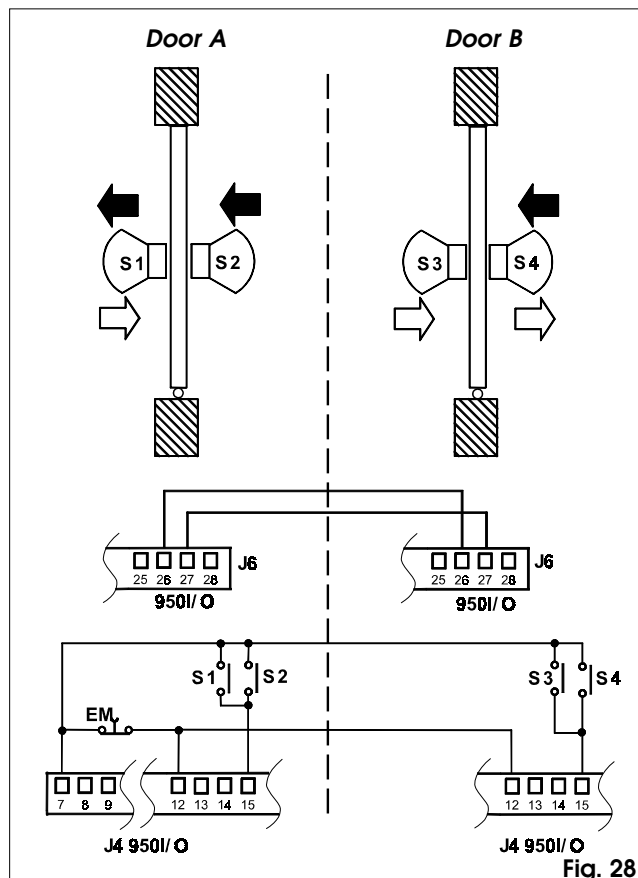 Door A Door B
S1 S2 S3 S4
25 26 27 28 J6 25 26 27 28 J6
950I/O 950I/O
S1 S2 S3 S4
EM
7 8 9 12 13 14 15 12 13 14 15
J4 950I/O J4 950I/O
Fig. 28